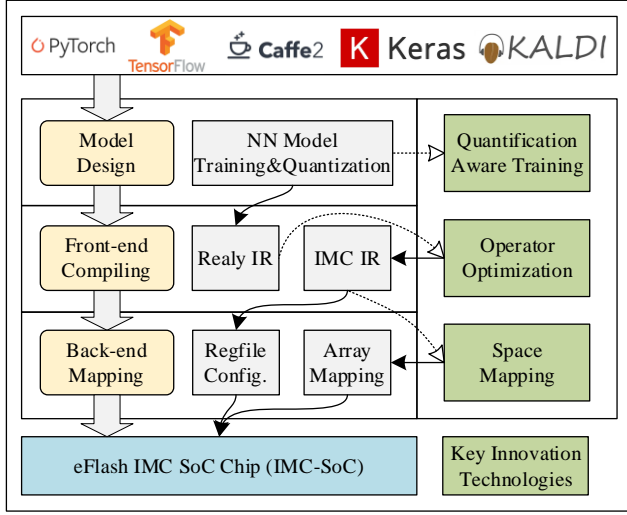 PyTorch TensorFlow Caffe2 K Keras KALDI
Model
Design
NN Model
Training&Quantization
Quantification
Aware Training
Front-end
Compiling
Realy IR
IMC IR
Operator
Optimization
Back-end
Mapping
Regfile
Config.
Array
Mapping
Space
Mapping
eFlash IMC SoC Chip (IMC-SoC)
Key Innovation
Technologies